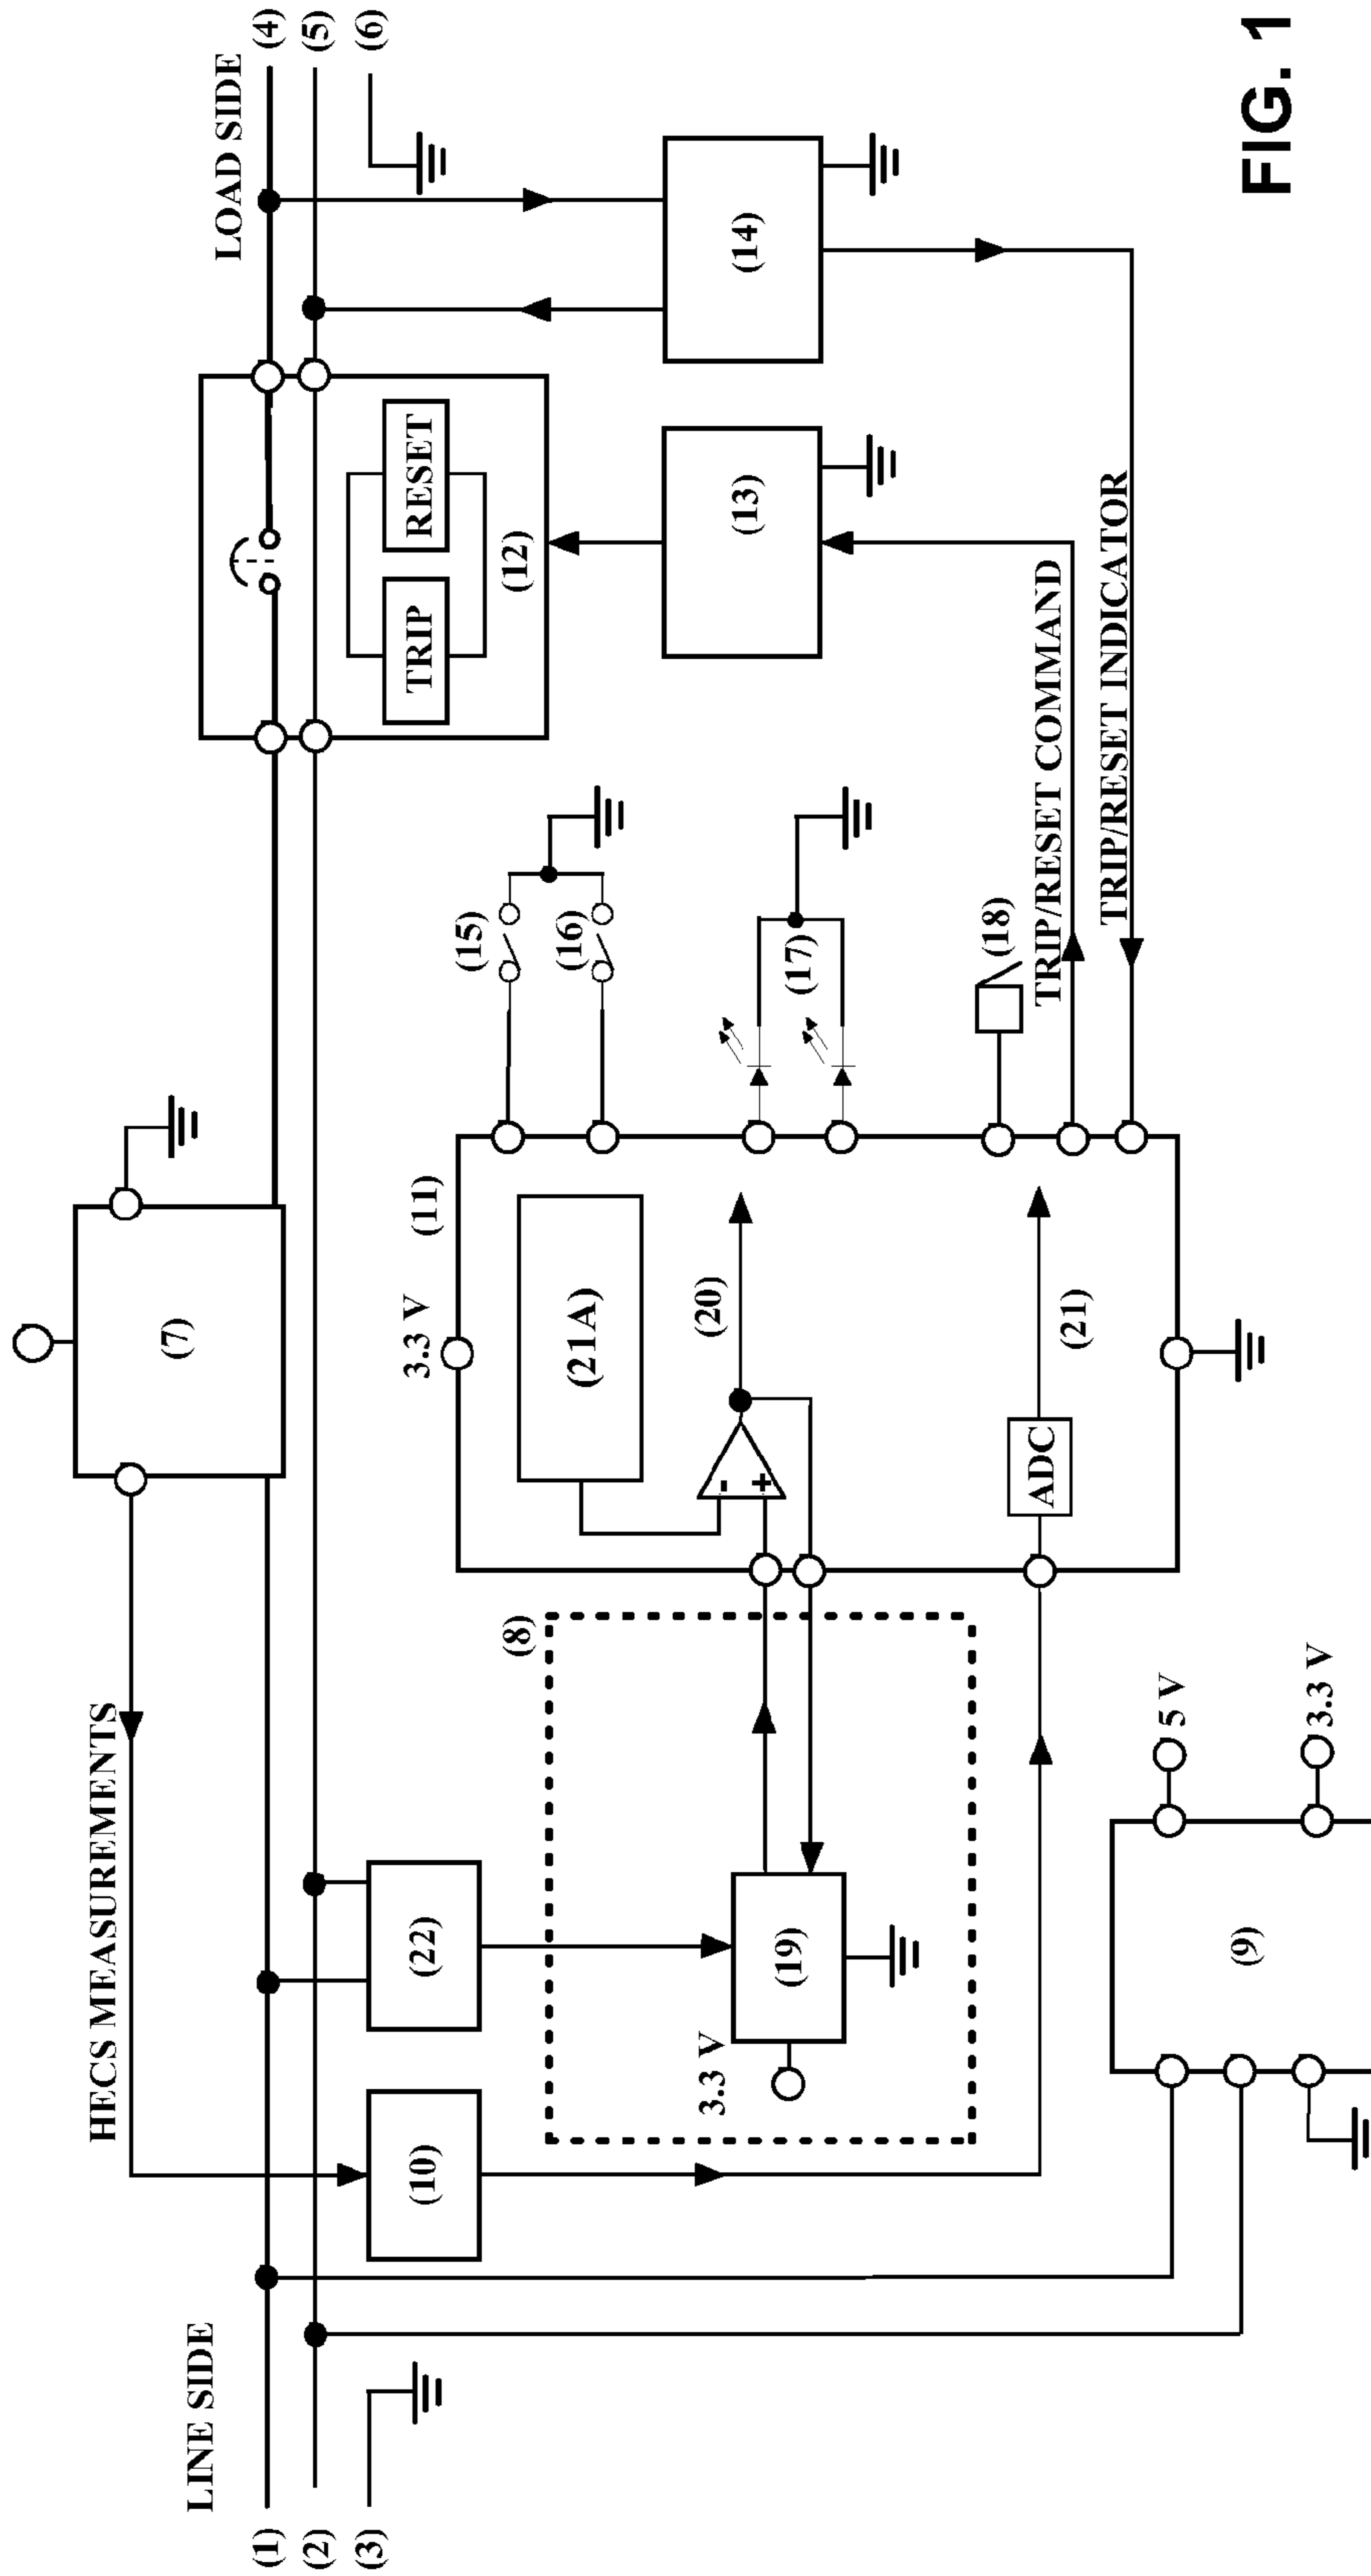 LINE SIDE
(1)
(2)
(3)
HECS MEASUREMENTS
(7)
LOAD SIDE
(4)
(5)
(6)
(10)
(22)
(8)
3.3 V
(19)
3.3 V
(11)
(21A)
(20)
-
+
ADC
(21)
(15)
(16)
(17)
(18)
TRIP
RESET
(12)
(13)
(14)
TRIP/RESET COMMAND
TRIP/RESET INDICATOR
(9)
5 V
3.3 V
FIG. 1